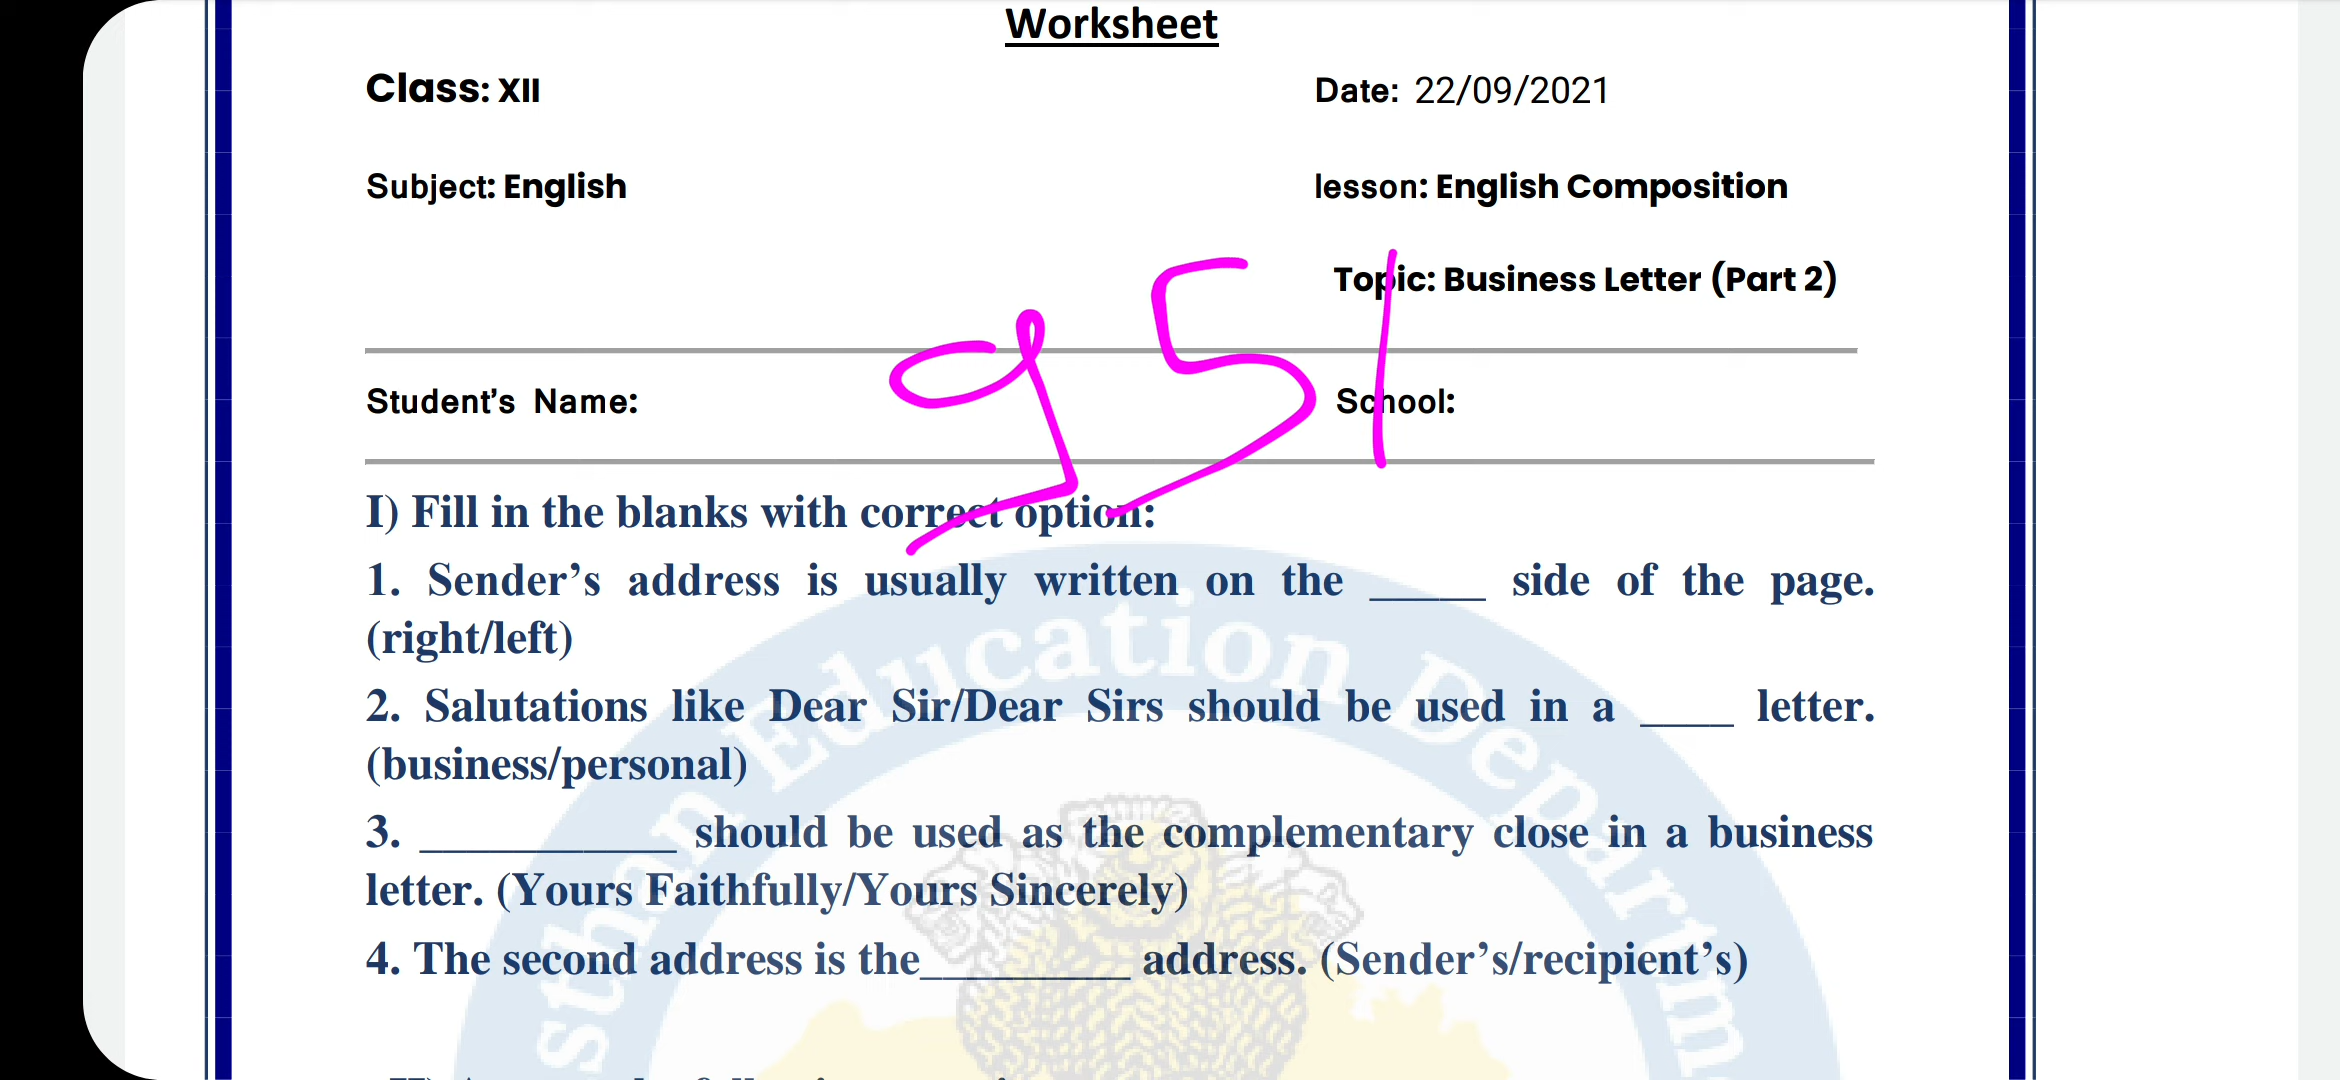 Worksheet
Class: XII Date: 22/09/2021
Subject: English lesson: English Composition
Topic: Business Letter (Part 2)
951
Student’s Name: School:
I) Fill in the blanks with correct option:
1. Sender’s address is usually written on the _____ side of the page.
(right/left)
2. Salutations like Dear Sir/Dear Sirs should be used in a ____ letter.
(business/personal)
3. ___________ should be used as the complementary close in a business
letter. (Yours Faithfully/Yours Sincerely)
4. The second address is the_________ address. (Sender’s/recipient’s)
sthan Education Departm